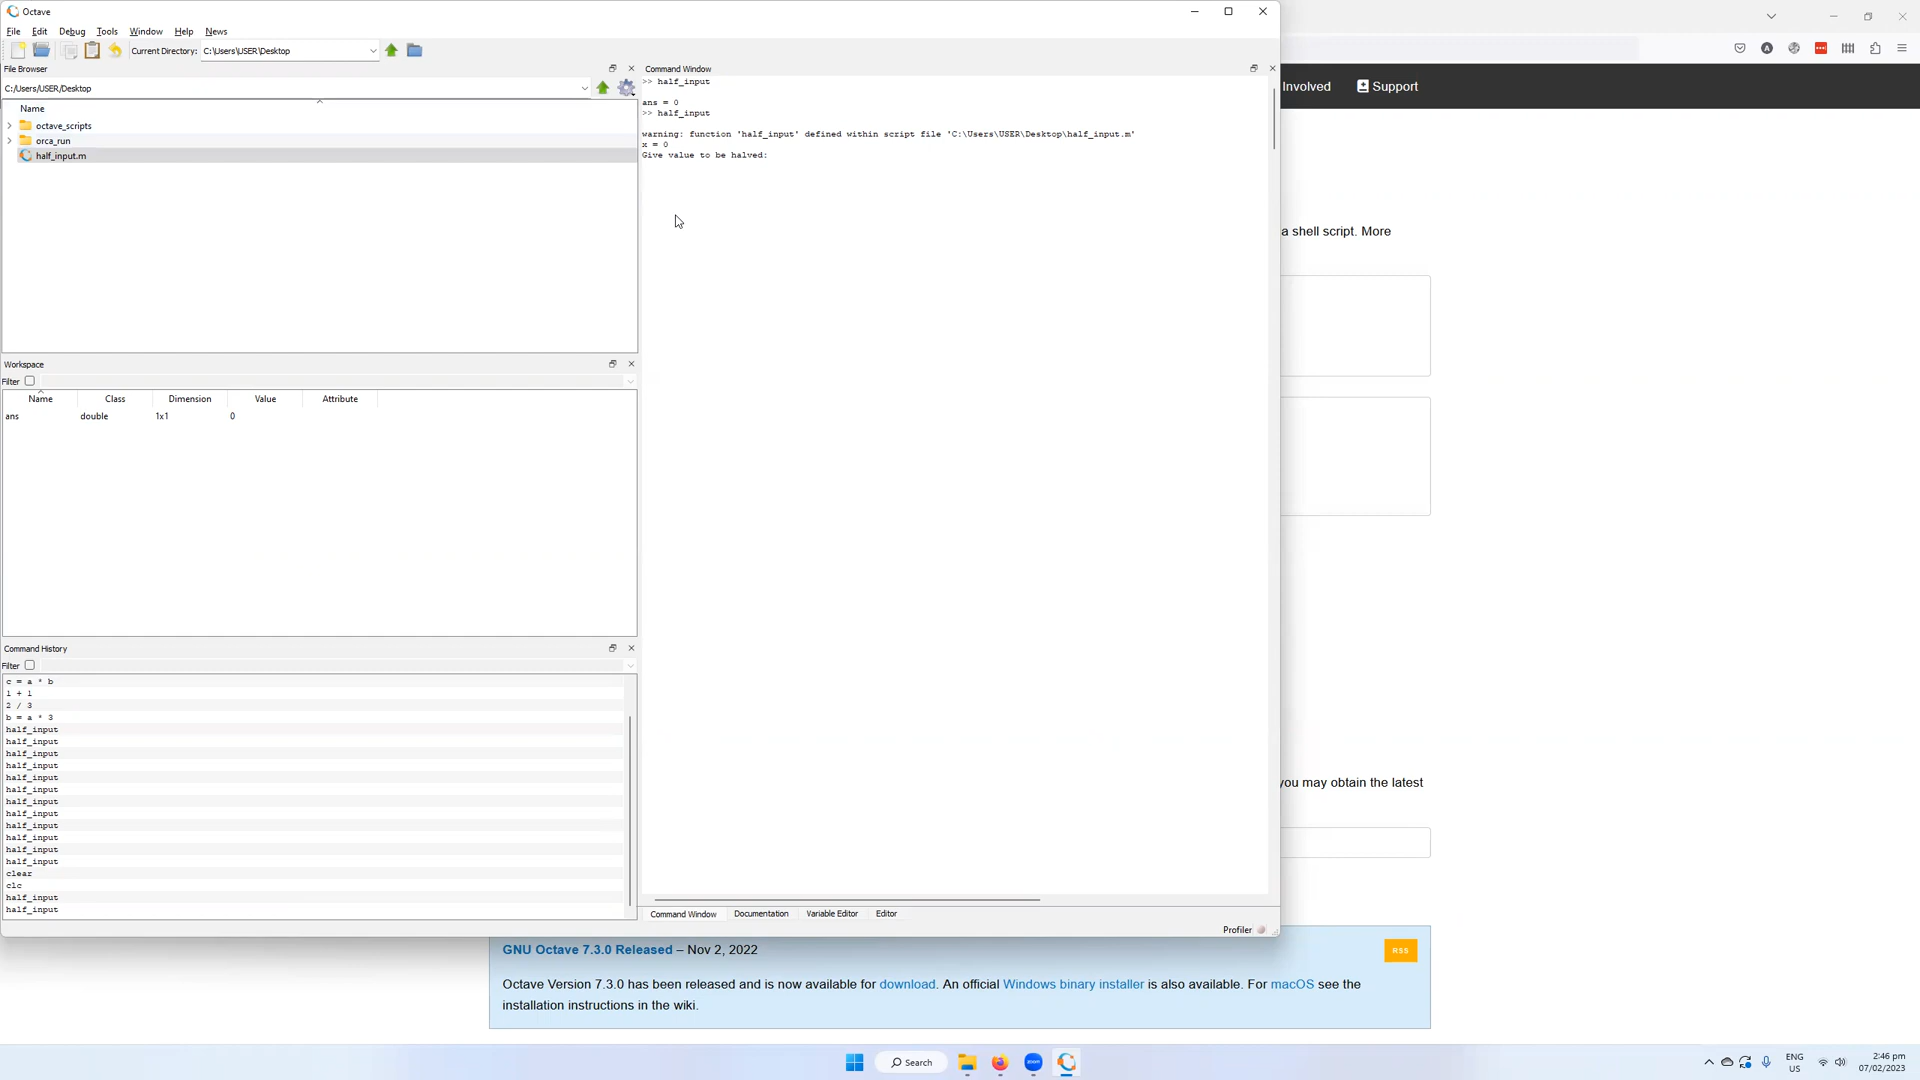 Octave
File Edit Debug Tools Window Help News
Current Directory: C:\Users\USER\Desktop
File Browser
C:/Users/USER/Desktop
Name
octave_scripts
orca_run
half_input.m
Workspace
Filter
Name Class Dimension Value Attribute
ans double 1x1 0
Command History
Filter
c = a * b
1 + 1
2 / 3
b = a * 3
half_input
half_input
half_input
half_input
half_input
half_input
half_input
half_input
half_input
half_input
half_input
half_input
clear
clc
half_input
half_input
Command Window
>> half_input
ans = 0
>> half_input
warning: function 'half_input' defined within script file 'C:\Users\USER\Desktop\half_input.m'
x = 0
Give value to be halved:
Command Window Documentation Variable Editor Editor
Profiler
Involved Support
a shell script. More
you may obtain the latest
GNU Octave 7.3.0 Released – Nov 2, 2022
RSS
Octave Version 7.3.0 has been released and is now available for download. An official Windows binary installer is also available. For macOS see the
installation instructions in the wiki.
Search
zoom
ENG
US
2:46 pm
07/02/2023